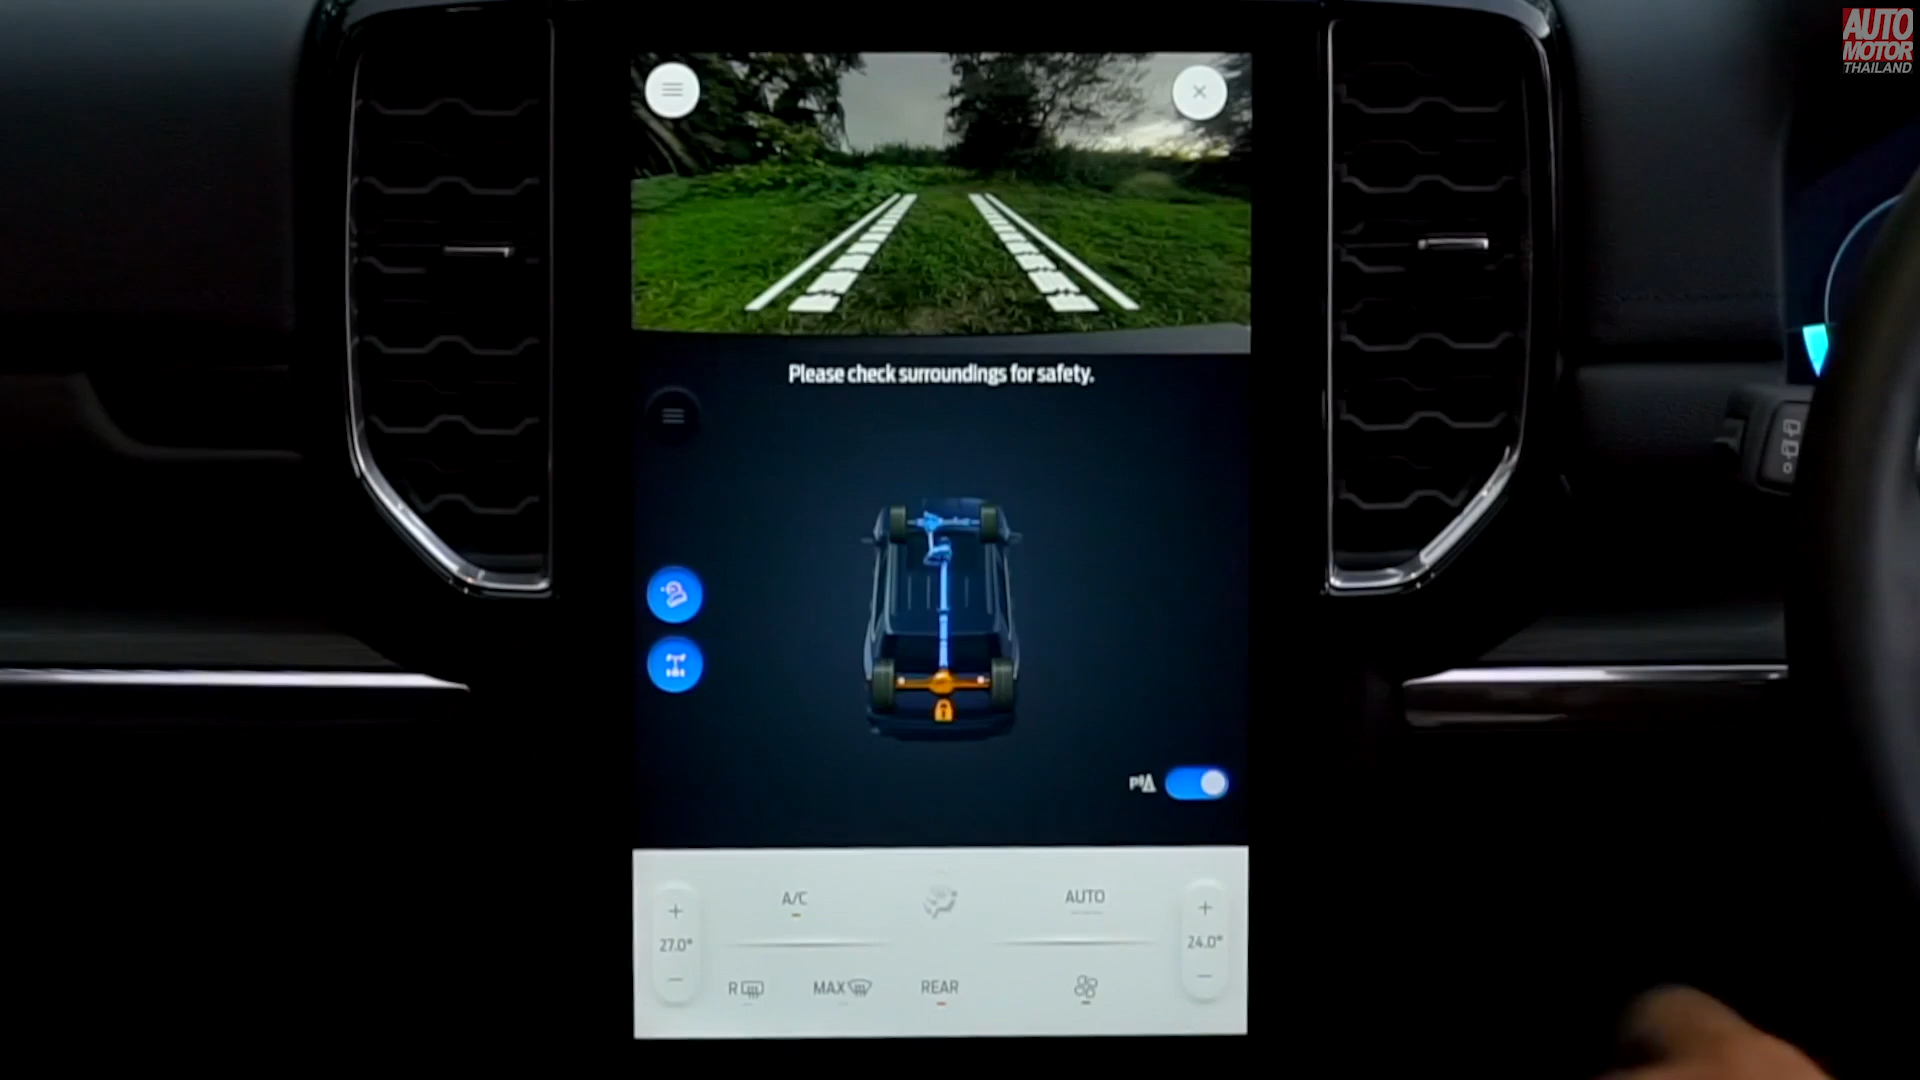 AUTO
MOTOR
THAILAND
Please check surroundings for safety.
P
A/C
AUTO
27.0°
24.0°
R
MAX
REAR